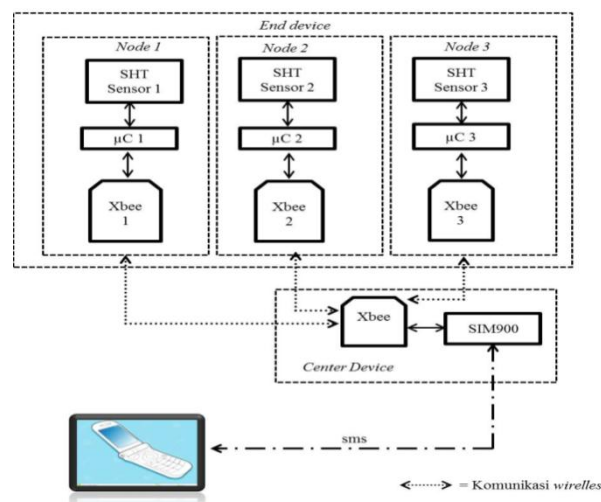 End device
Node 1
Node 2
Node 3
SHT
Sensor 1
SHT
Sensor 2
SHT
Sensor 3
µC 1
µC 2
µC 3
Xbee
1
Xbee
2
Xbee
3
Xbee
SIM900
Center Device
sms
= Komunikasi wirelles